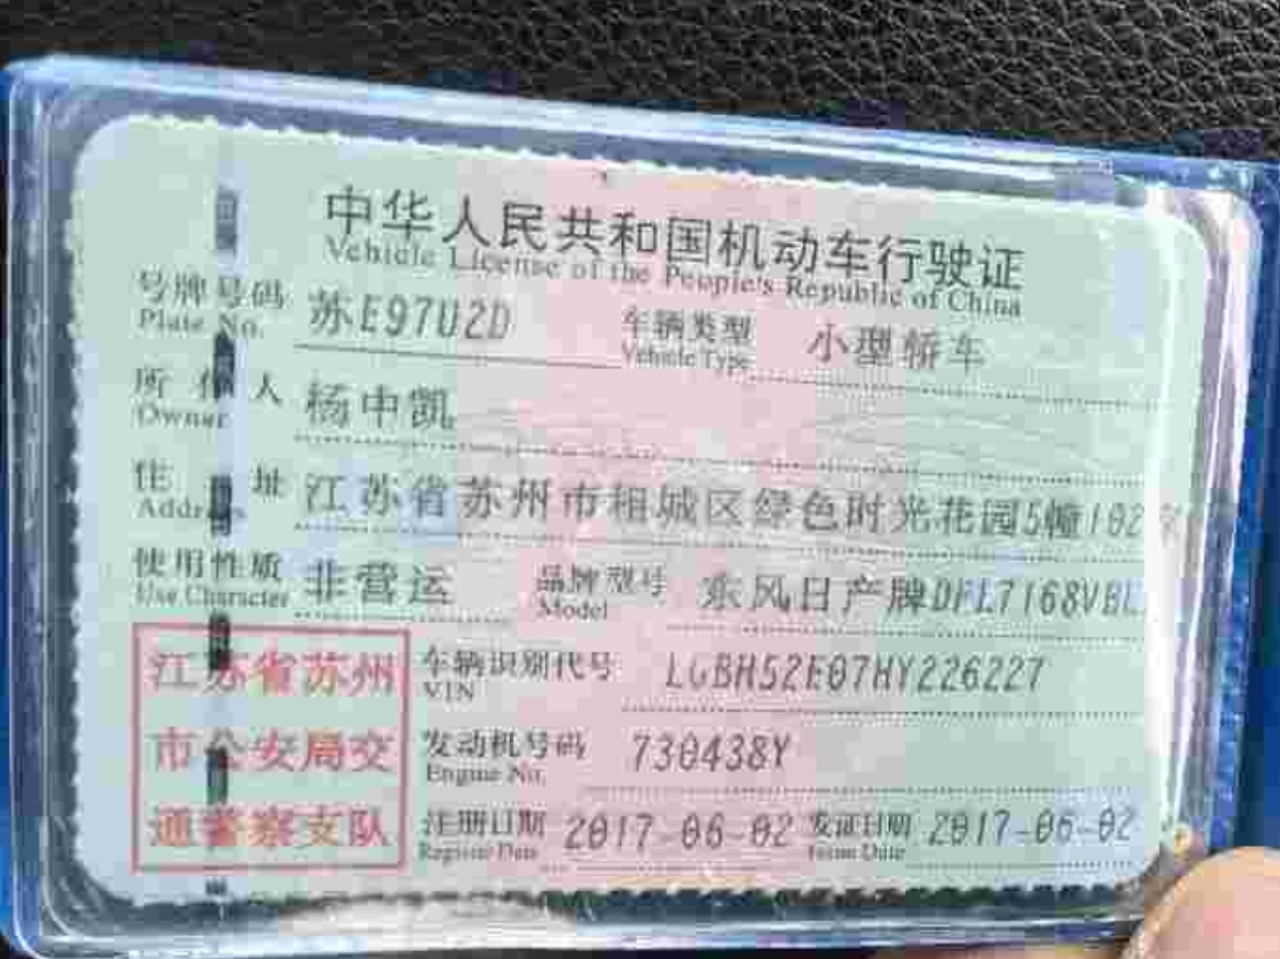 中华人民共和国机动车行驶证
Vehicle License of the People's Republic of China
号牌号码 苏E97U2D 车辆类型 小型轿车
Plate No. Vehicle Type
所有人 杨中凯
Owner
住址 江苏省苏州市相城区绿色时光花园5幢102
Address
使用性质 非营运 品牌型号 东风日产牌DFL7168VBL
Use Character Model
江苏省苏州 车辆识别代号 LGBH52E07HY226227
VIN
市公安局交 发动机号码 730438Y
Engine No.
通警察支队 注册日期 2017-06-02 发证日期 2017-06-02
Register Date Issue Date